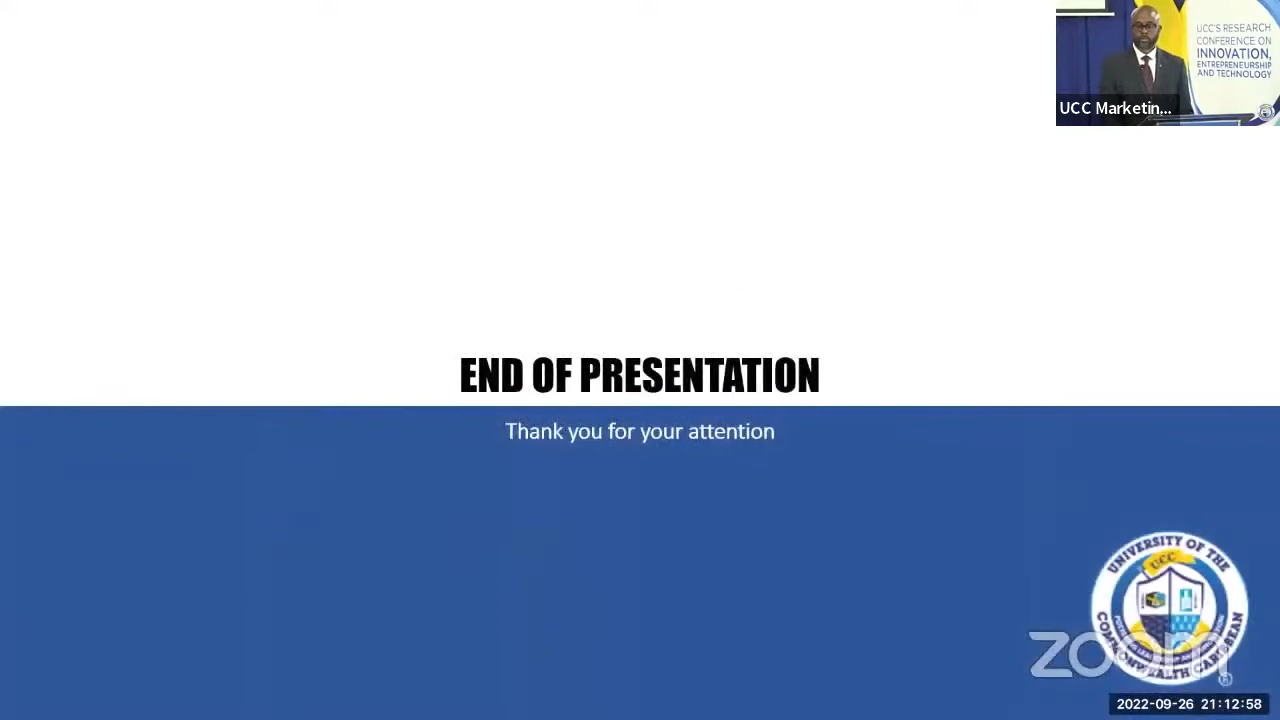 UCC'S RESEARCH
CONFERENCE ON
INNOVATION,
ENTREPRENEURSHIP
AND TECHNOLOGY
UCC Marketin...
END OF PRESENTATION
Thank you for your attention
UNIVERSITY OF THE
UCC
COMMONWEALTH CARIBBEAN
zoom
2022-09-26 21:12:58